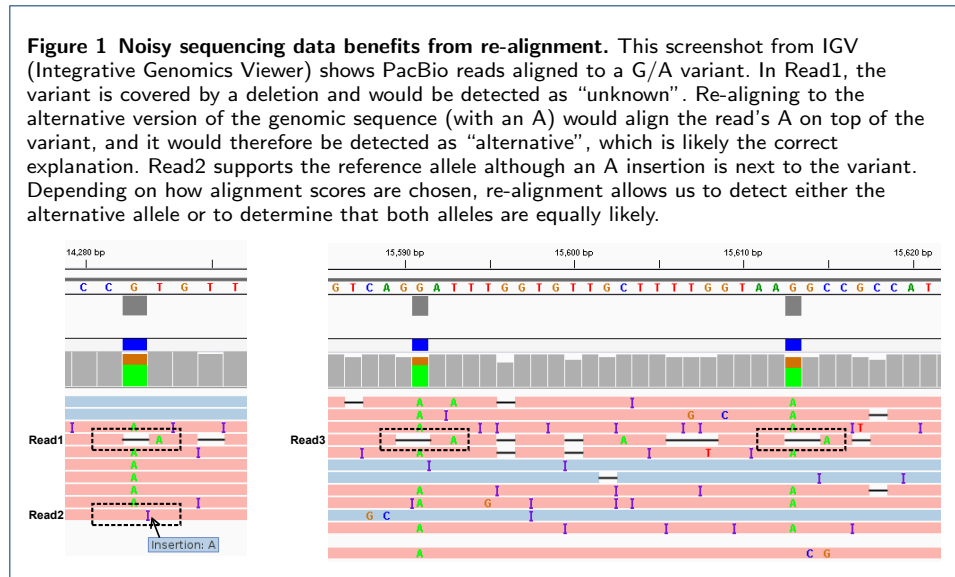 Figure 1 Noisy sequencing data benefits from re-alignment. This screenshot from IGV
(Integrative Genomics Viewer) shows PacBio reads aligned to a G/A variant. In Read1, the
variant is covered by a deletion and would be detected as “unknown”. Re-aligning to the
alternative version of the genomic sequence (with an A) would align the read’s A on top of the
variant, and it would therefore be detected as “alternative”, which is likely the correct
explanation. Read2 supports the reference allele although an A insertion is next to the variant.
Depending on how alignment scores are chosen, re-alignment allows us to detect either the
alternative allele or to determine that both alleles are equally likely.
14,280 bp 15,590 bp 15,600 bp 15,610 bp 15,620 bp
C C G T G T T G T C A G G A T T T G G T G T T G C T T T T G G T A A G G C C G C C A T
A A A
A I G C A
I A I I A I I I I I A I T I
Read1 A Read3 A A A
A I A I I T I A
A I I I I
A
A A I I I A
A I I A G I I I A
Read2 I G C I
Insertion: A A I I I A I
A C G